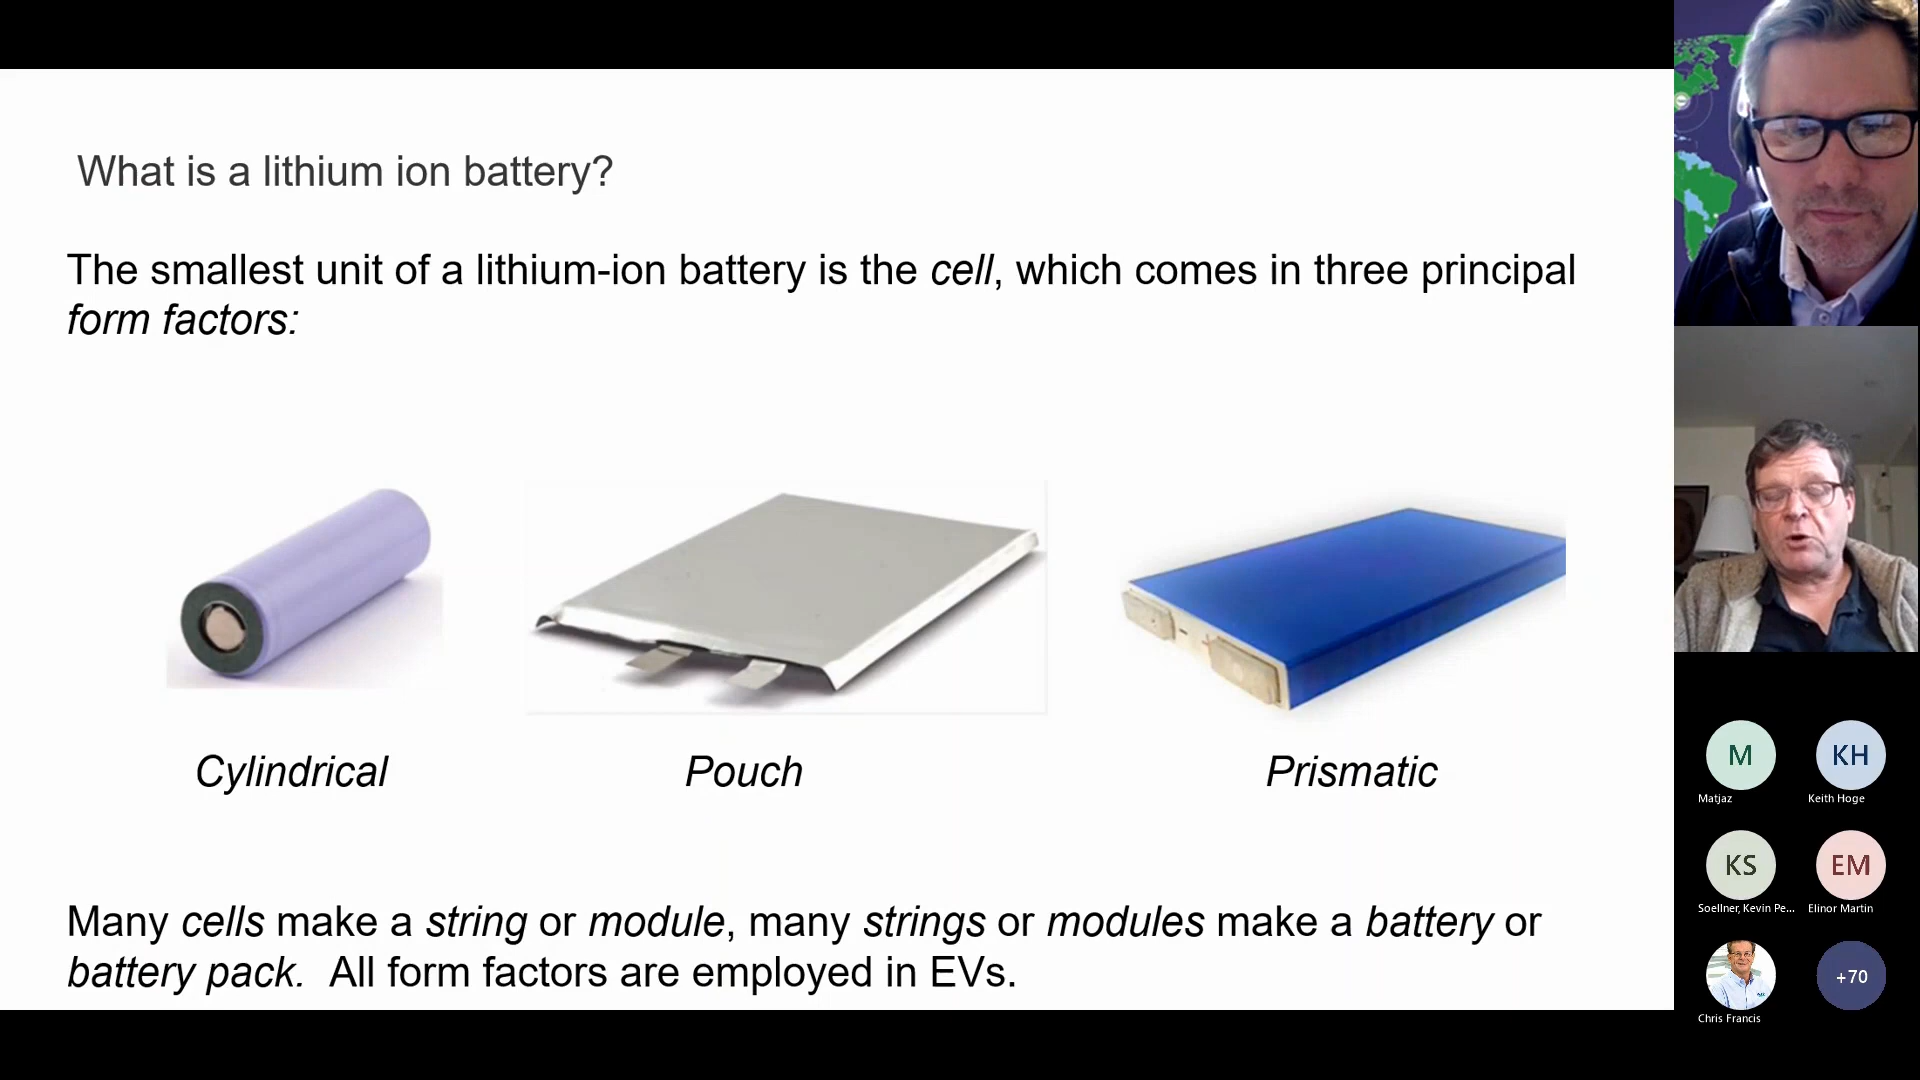 What is a lithium ion battery?
The smallest unit of a lithium-ion battery is the cell, which comes in three principal
form factors:
Cylindrical
Pouch
Prismatic
Many cells make a string or module, many strings or modules make a battery or
battery pack. All form factors are employed in EVs.
M
KH
Matjaz
Keith Hoge
KS
EM
Soellner, Kevin Pe...
Elinor Martin
+70
Chris Francis